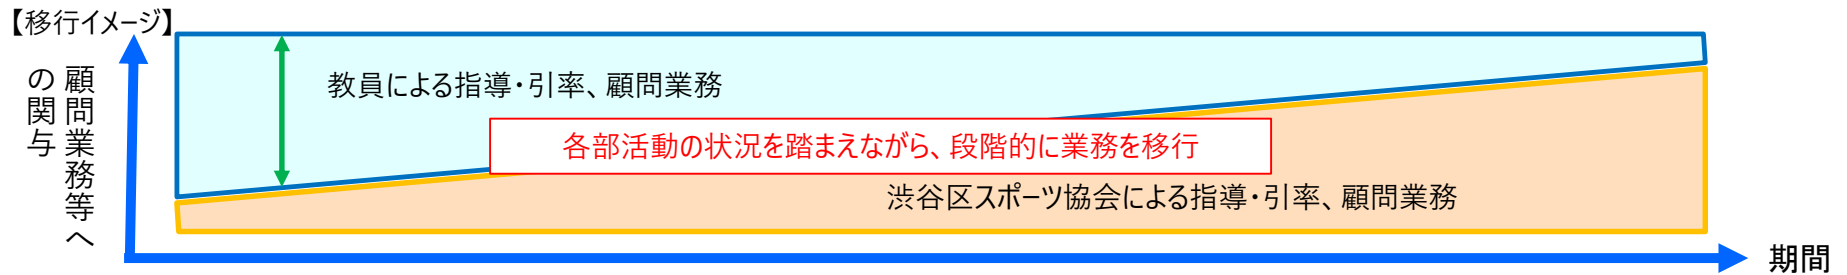 【移行イメージ】
顧問業務等へ
の関与
教員による指導・引率、顧問業務
各部活動の状況を踏まえながら、段階的に業務を移行
渋谷区スポーツ協会による指導・引率、顧問業務
期間